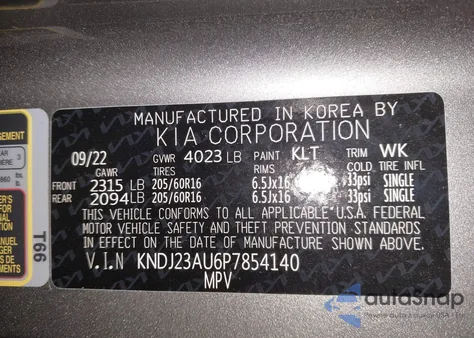 MANUFACTURED IN KOREA BY
KIA CORPORATION
09/22 GVWR 4023 LB PAINT KLT TRIM WK
GAWR TIRES RIMS COLD TIRE INFL
FRONT 2315 LB 205/60R16 6.5Jx16 33psi SINGLE
REAR 2094 LB 205/60R16 6.5Jx16 33psi SINGLE
THIS VEHICLE CONFORMS TO ALL APPLICABLE U.S.A. FEDERAL
MOTOR VEHICLE SAFETY AND THEFT PREVENTION STANDARDS
IN EFFECT ON THE DATE OF MANUFACTURE SHOWN ABOVE.
V.I.N KNDJ23AU6P7854140
MPV
T66
autosnap